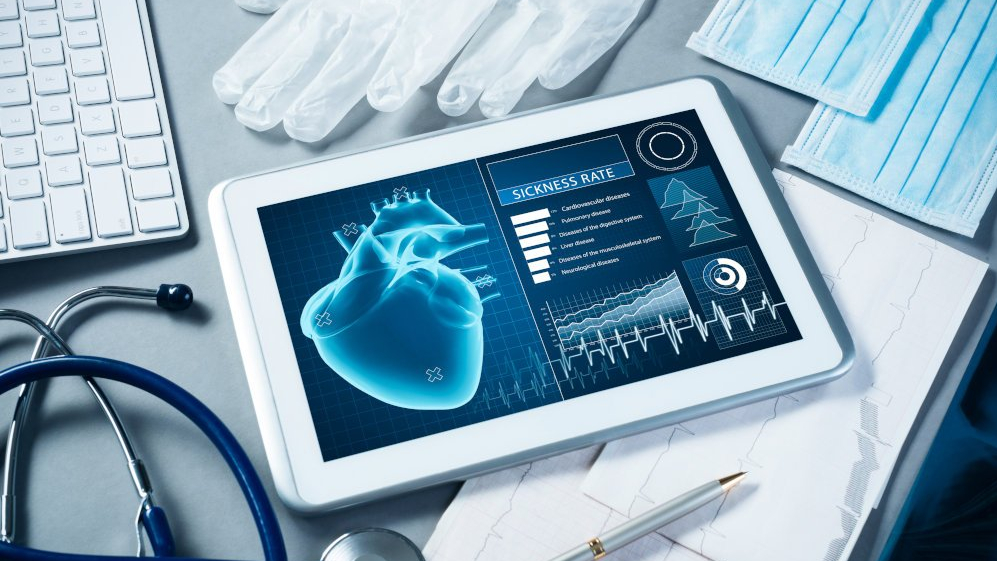 SICKNESS RATE
Cardiovascular diseases
Pulmonary disease
Diseases of the digestive system
Liver disease
Diseases of the musculoskeletal system
Neurological diseases